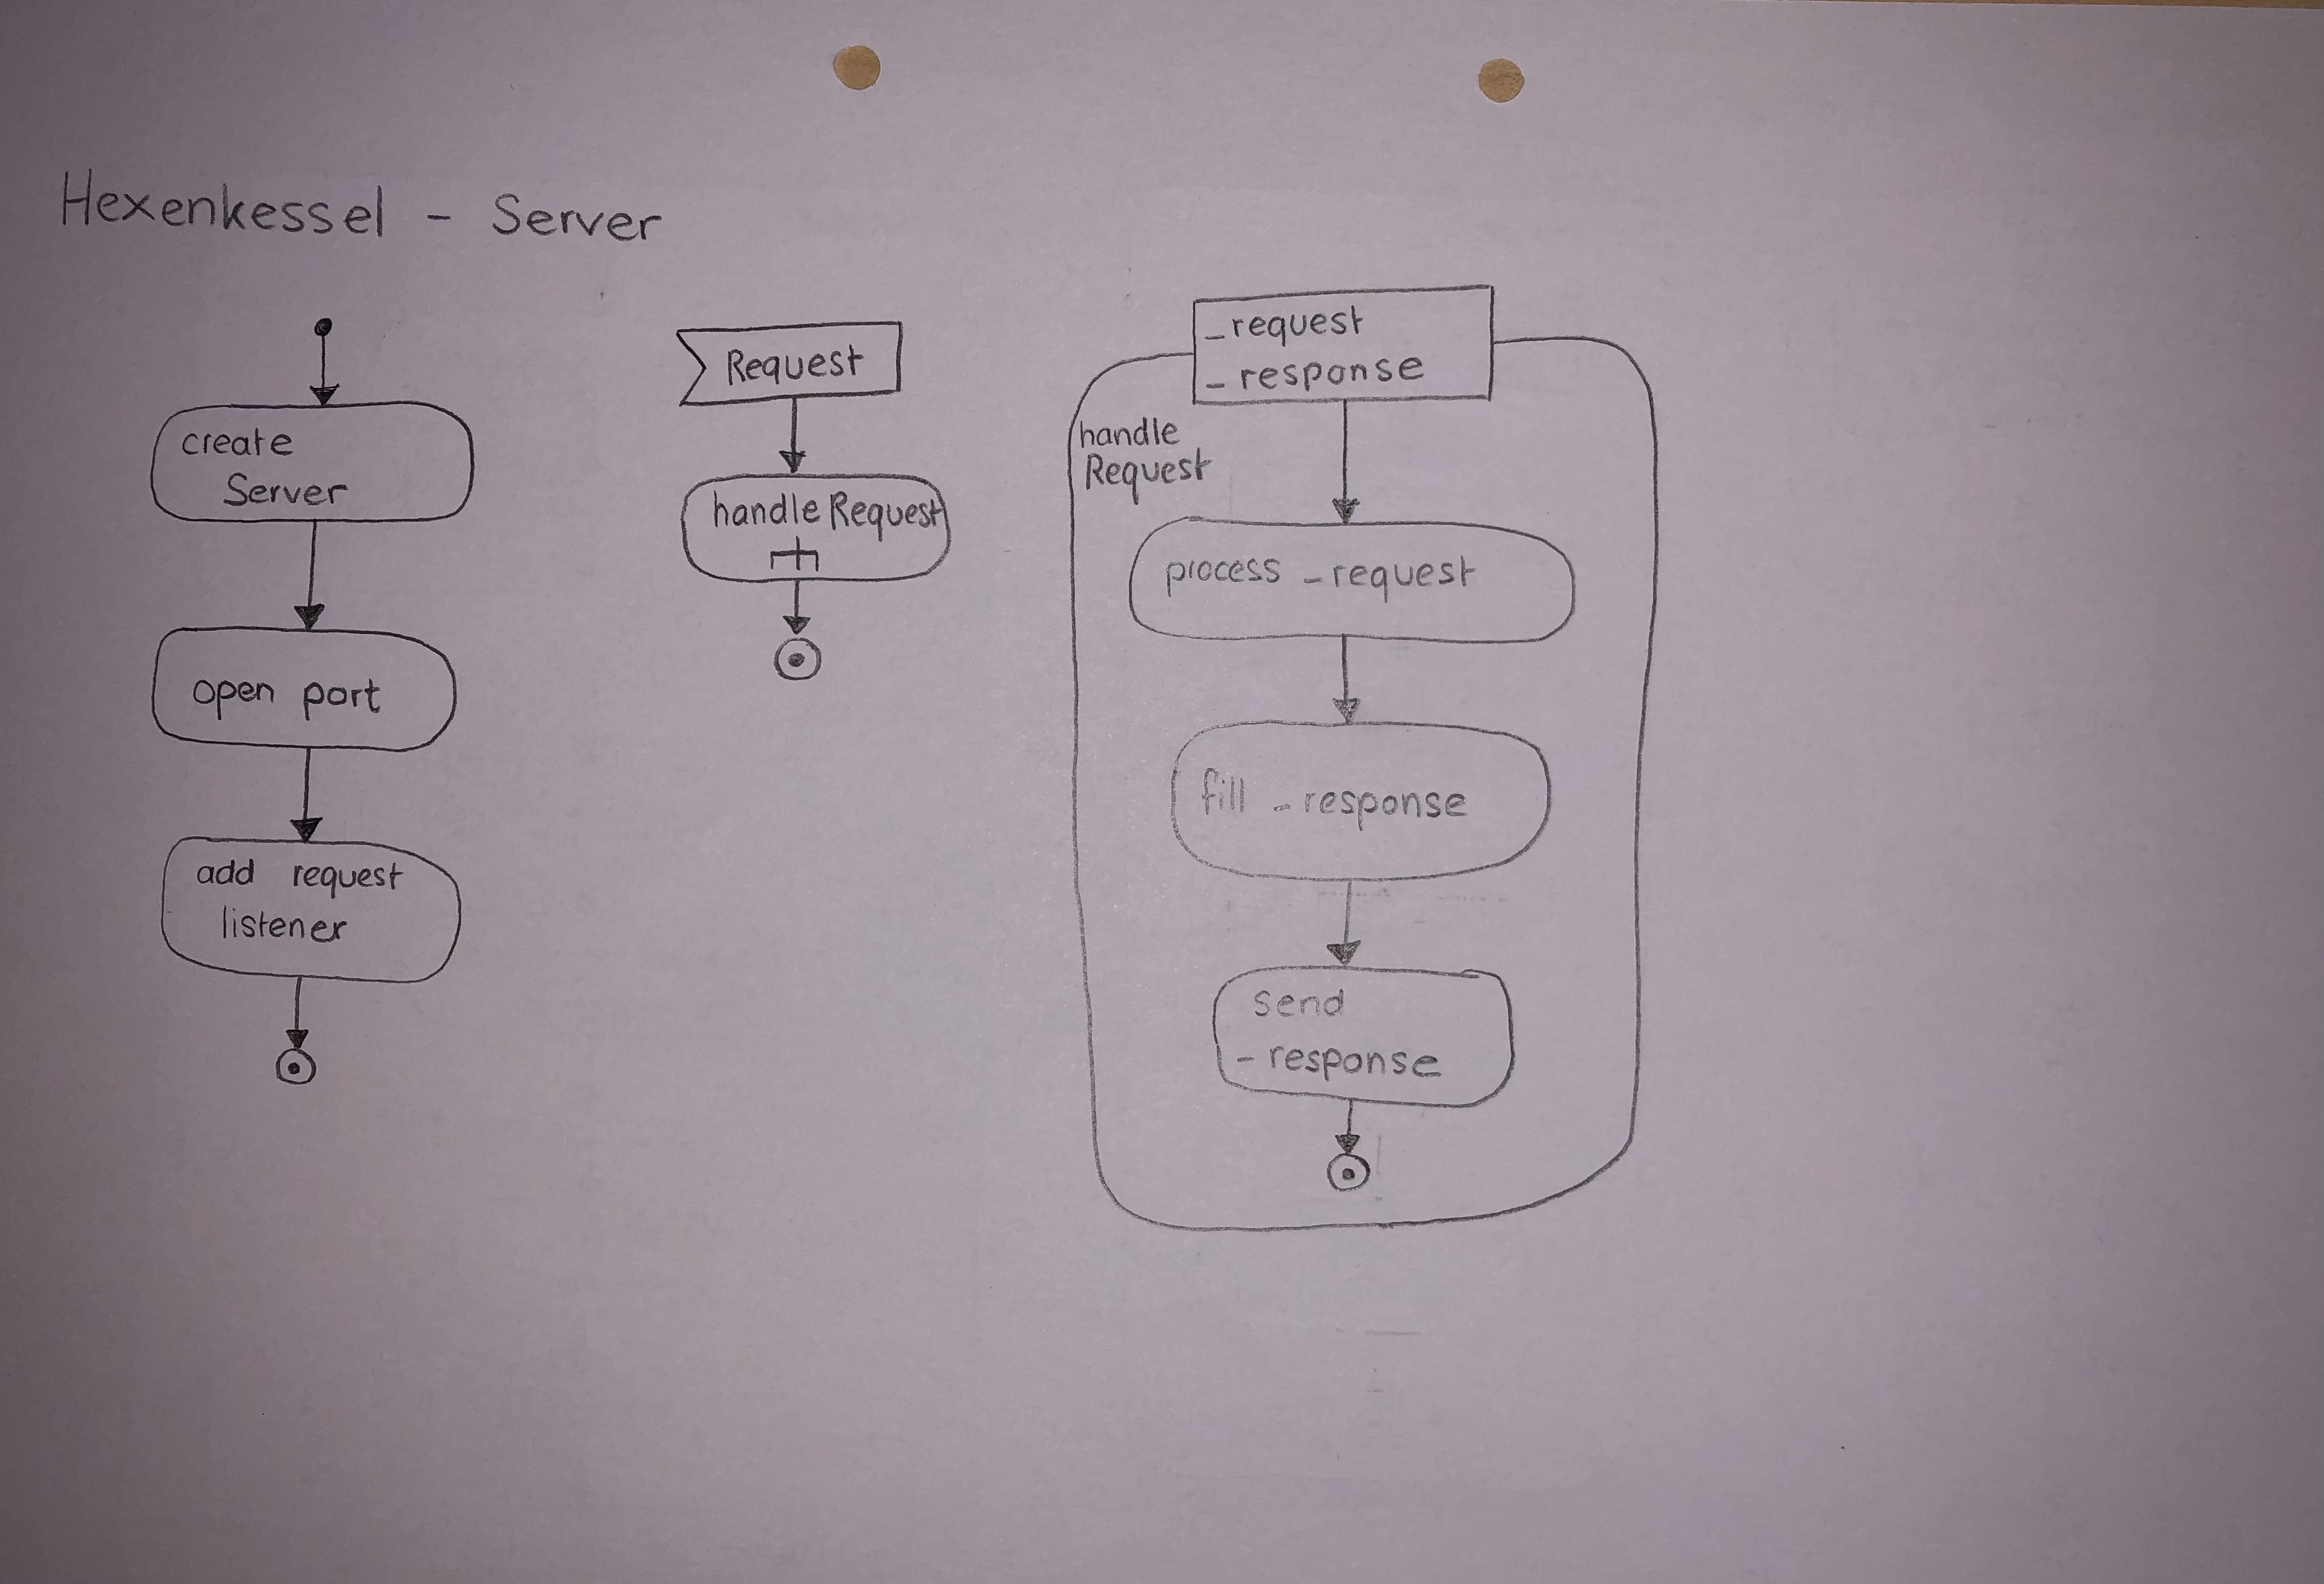 Hexenkessel - Server
create
Server
open port
add request
listener
Request
handle Request
_request
_response
handle
Request
process _request
fill _response
send
_response